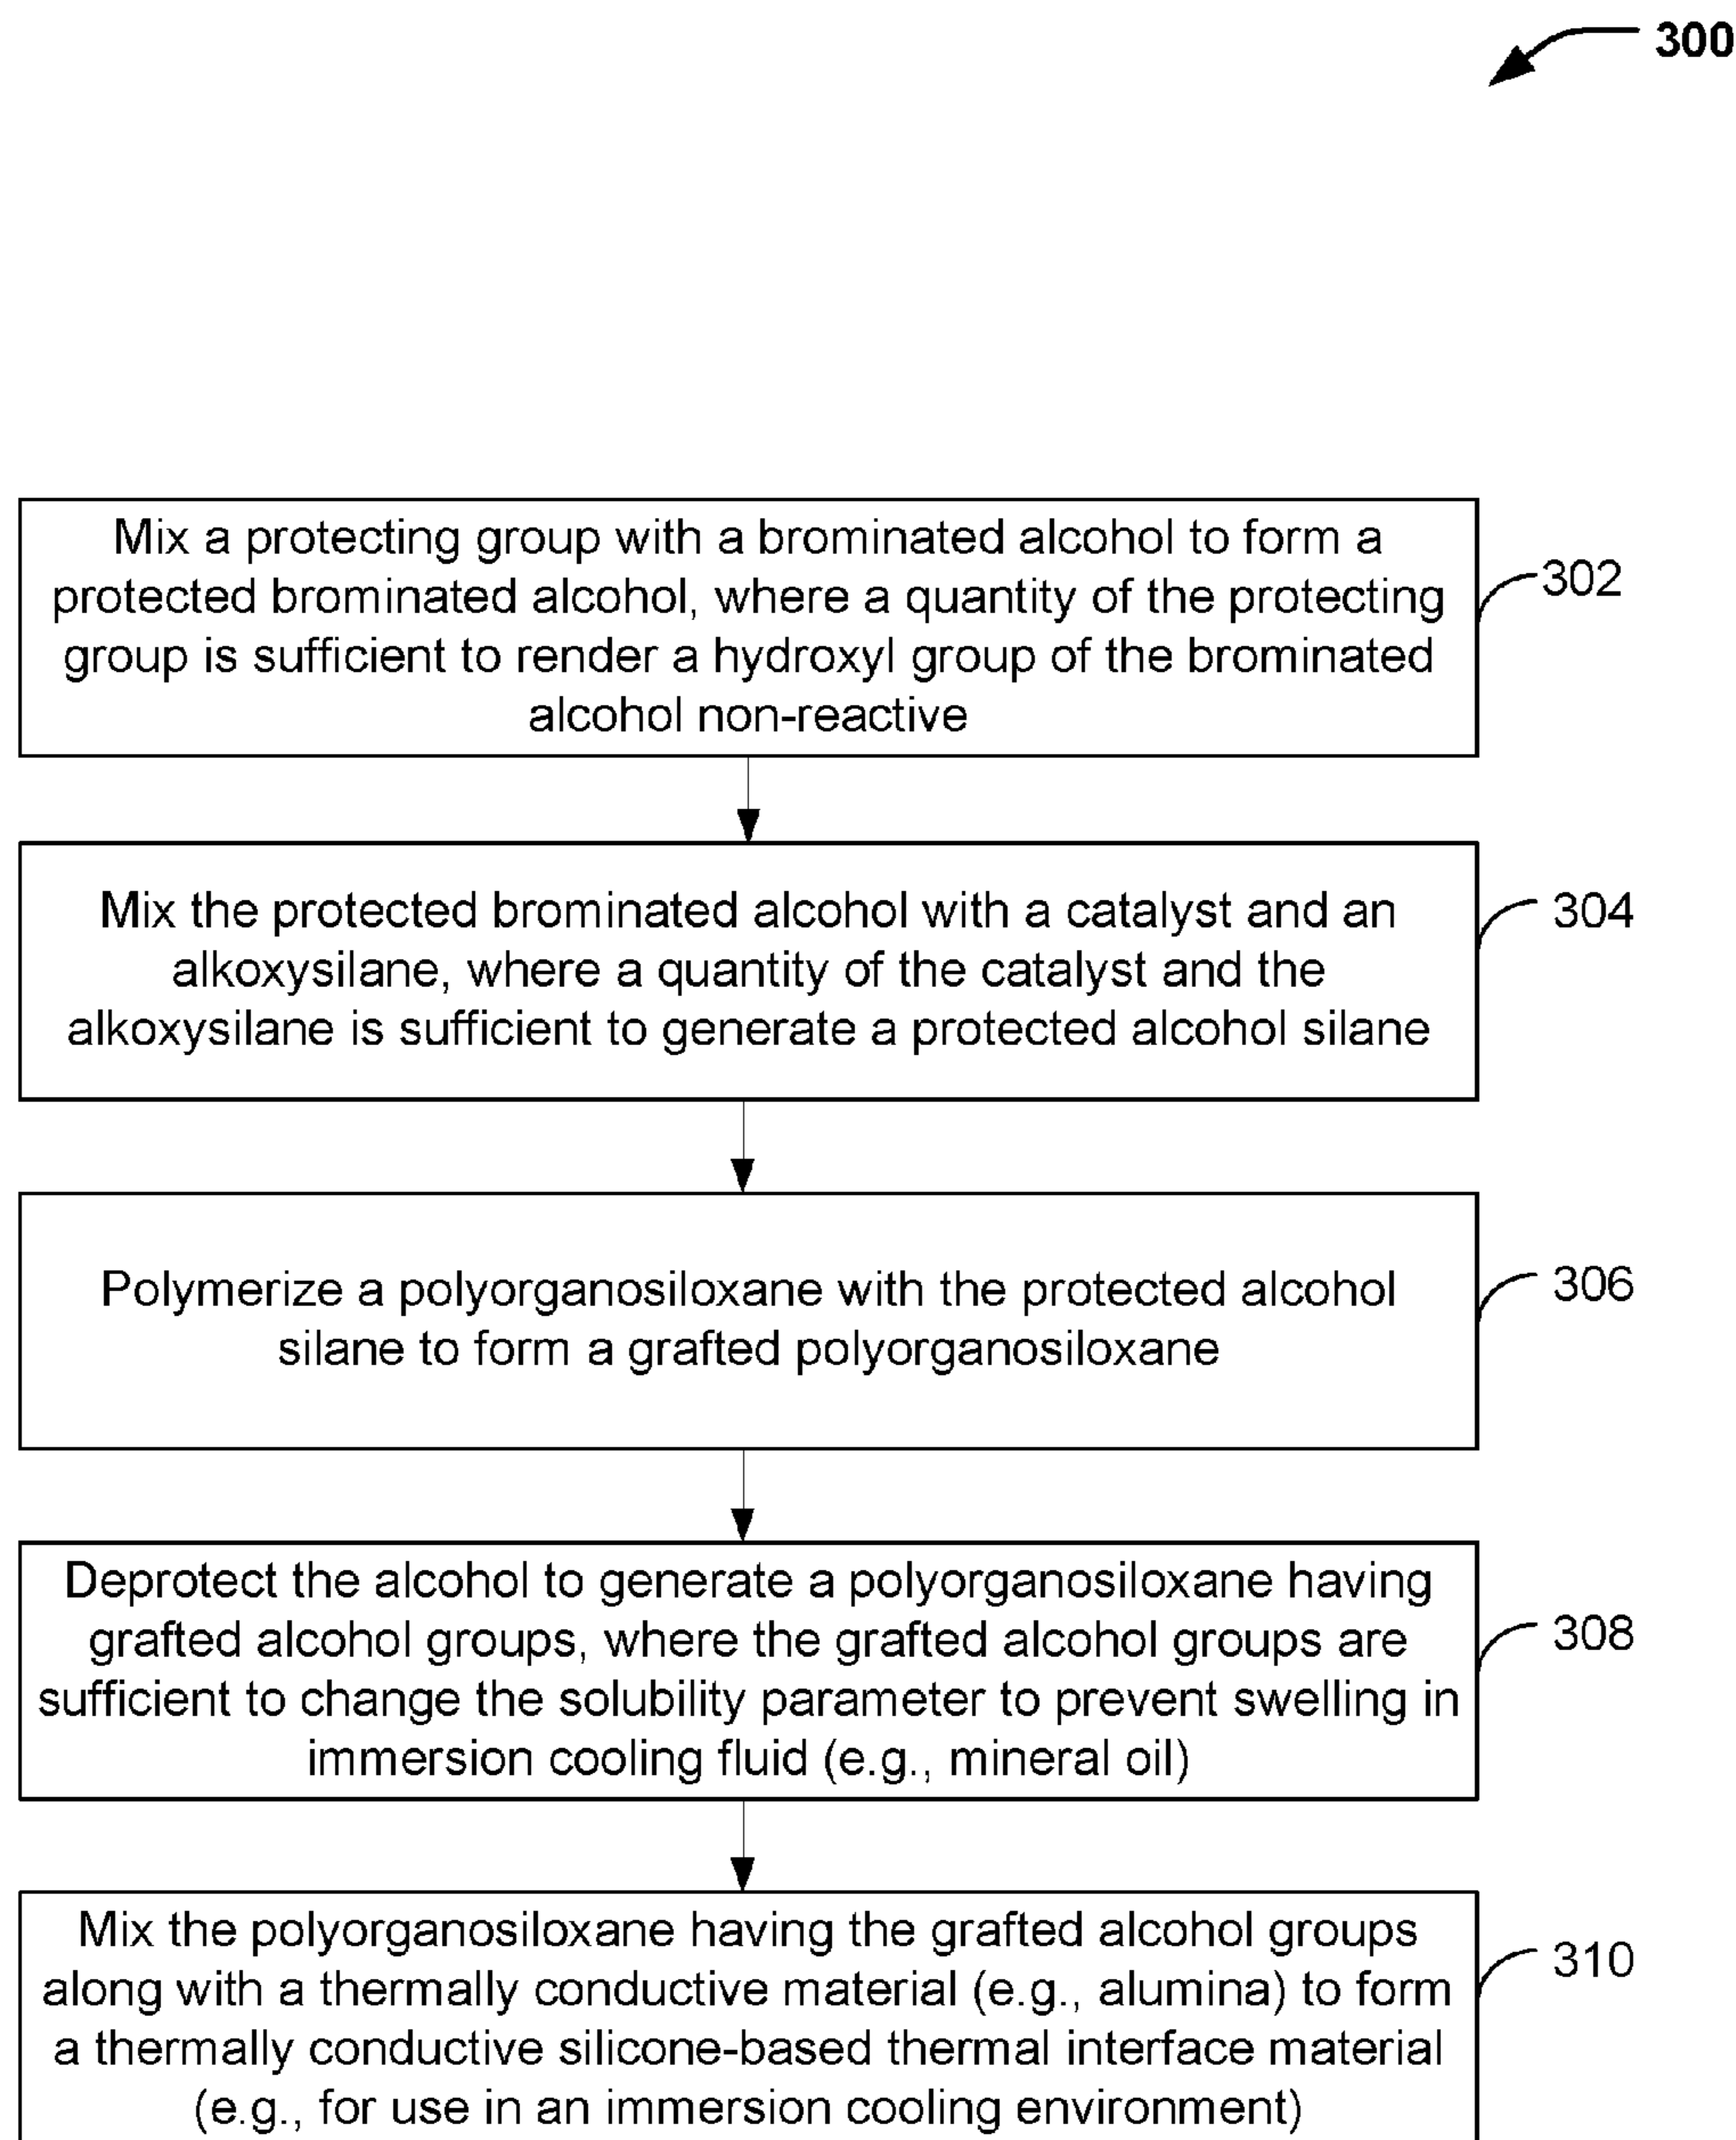 300
Mix a protecting group with a brominated alcohol to form a
protected brominated alcohol, where a quantity of the protecting
group is sufficient to render a hydroxyl group of the brominated
alcohol non-reactive
302
Mix the protected brominated alcohol with a catalyst and an
alkoxysilane, where a quantity of the catalyst and the
alkoxysilane is sufficient to generate a protected alcohol silane
304
Polymerize a polyorganosiloxane with the protected alcohol
silane to form a grafted polyorganosiloxane
306
Deprotect the alcohol to generate a polyorganosiloxane having
grafted alcohol groups, where the grafted alcohol groups are
sufficient to change the solubility parameter to prevent swelling in
immersion cooling fluid (e.g., mineral oil)
308
Mix the polyorganosiloxane having the grafted alcohol groups
along with a thermally conductive material (e.g., alumina) to form
a thermally conductive silicone-based thermal interface material
(e.g., for use in an immersion cooling environment)
310